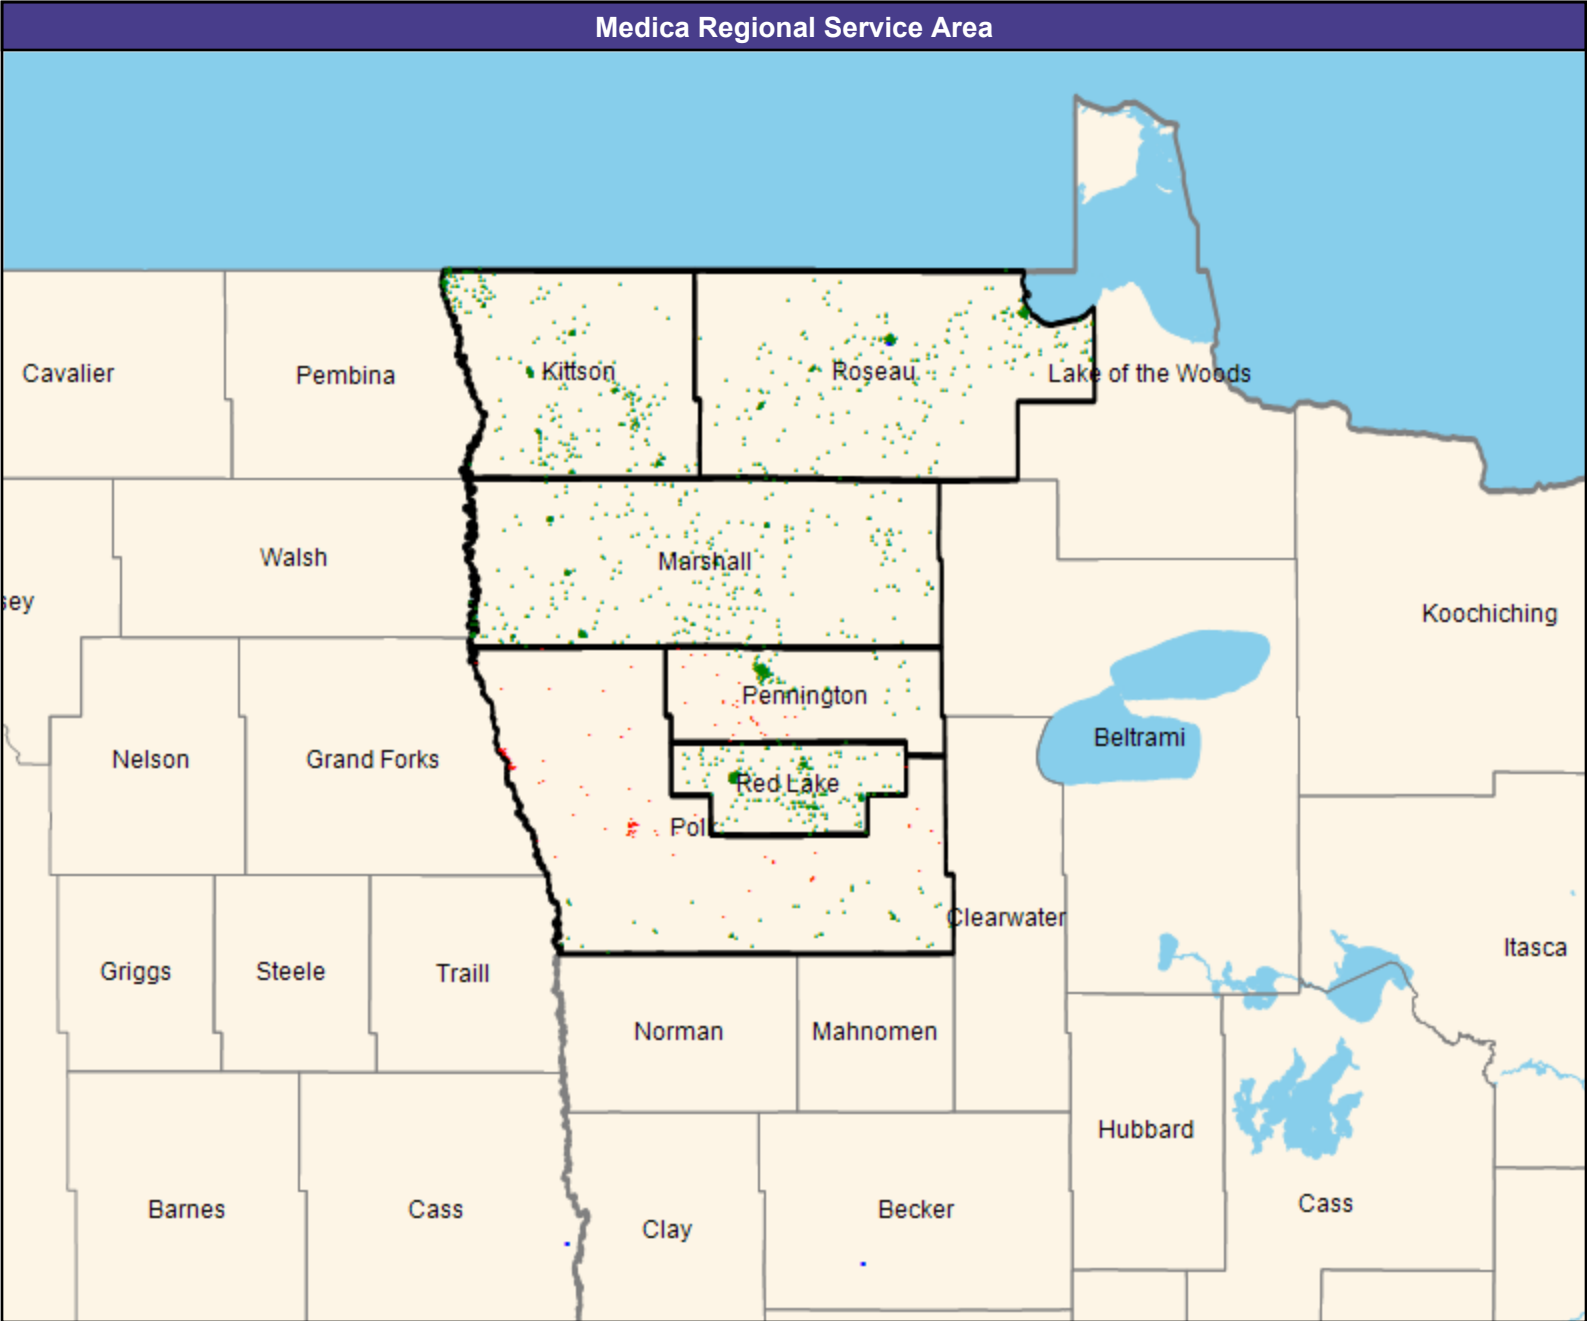 Medica Regional Service Area
Cavalier
Pembina
Kittson
Roseau
Lake of the Woods
Walsh
Marshall
sey
Koochiching
Pennington
Nelson
Grand Forks
Beltrami
Red Lake
Pol
Clearwater
Griggs
Steele
Traill
Itasca
Norman
Mahnomen
Hubbard
Barnes
Cass
Clay
Becker
Cass